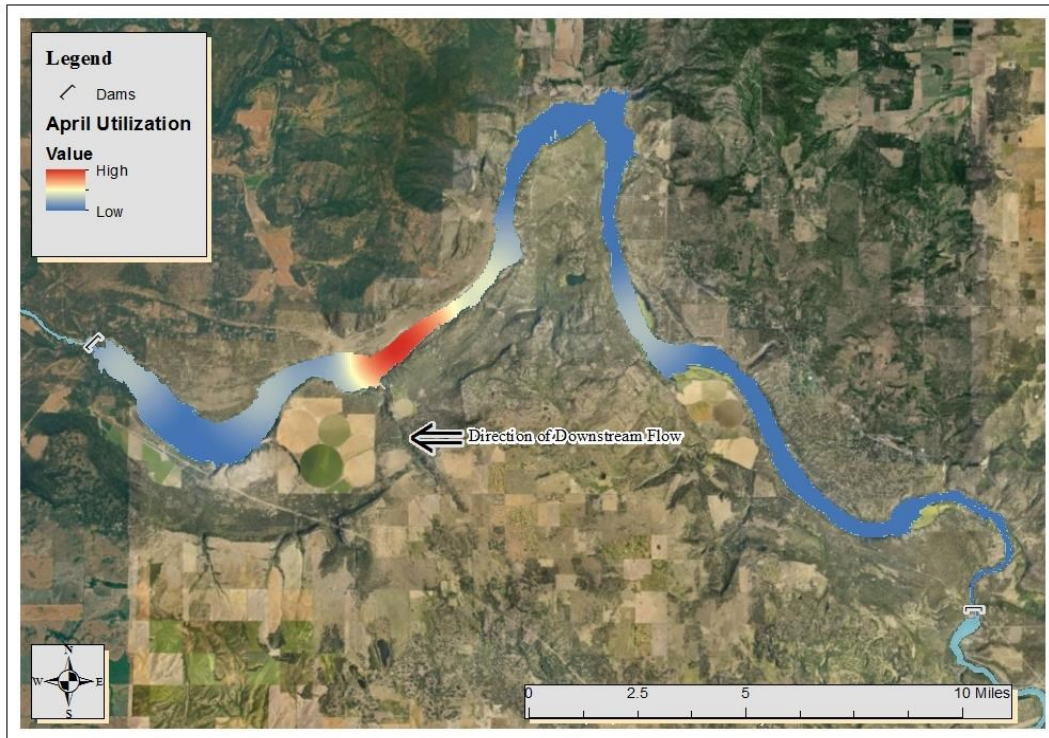 Legend
Dams
April Utilization
Value
High
Low
Direction of Downstream Flow
N
W E
S
0 2.5 5 10 Miles